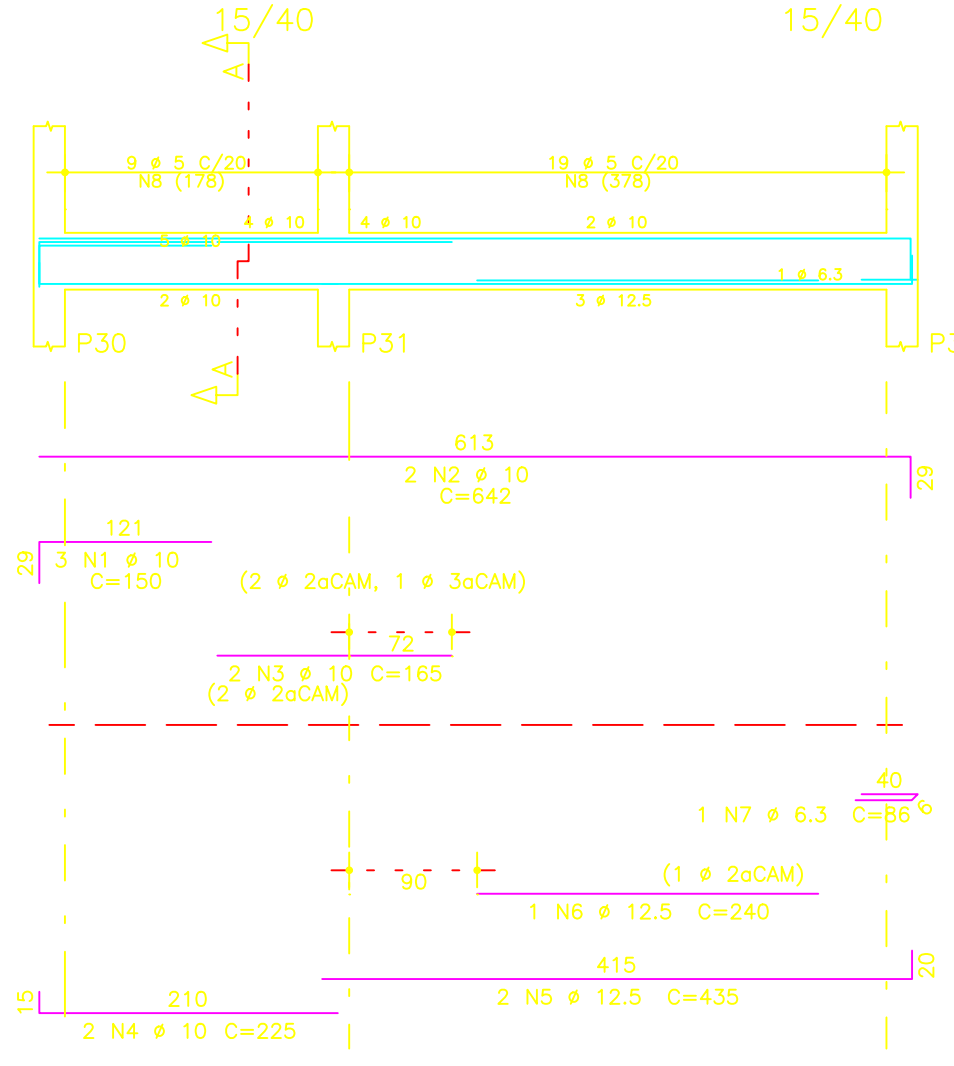 15/40 15/40
A
9 ø 5 C/20 19 ø 5 C/20
N8 (178) N8 (378)
4 ø 10 4 ø 10 2 ø 10
3 ø 10
1 ø 6.3
2 ø 10 3 ø 12.5
P30 P31
A
613
2 N2 ø 10
C=642
29
121
29
3 N1 ø 10
C=150
(2 ø 2aCAM, 1 ø 3aCAM)
72
2 N3 ø 10 C=165
(2 ø 2aCAM)
40
1 N7 ø 6.3 C=86
6
90
(1 ø 2aCAM)
1 N6 ø 12.5 C=240
415
20
2 N5 ø 12.5 C=435
15
210
2 N4 ø 10 C=225